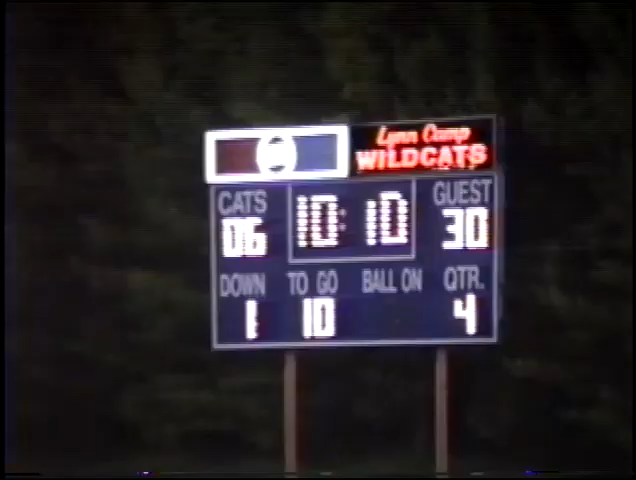 Lynn Camp
WILDCATS
CATS 10:10 GUEST
06 30
DOWN TO GO BALL ON QTR.
1 10 4